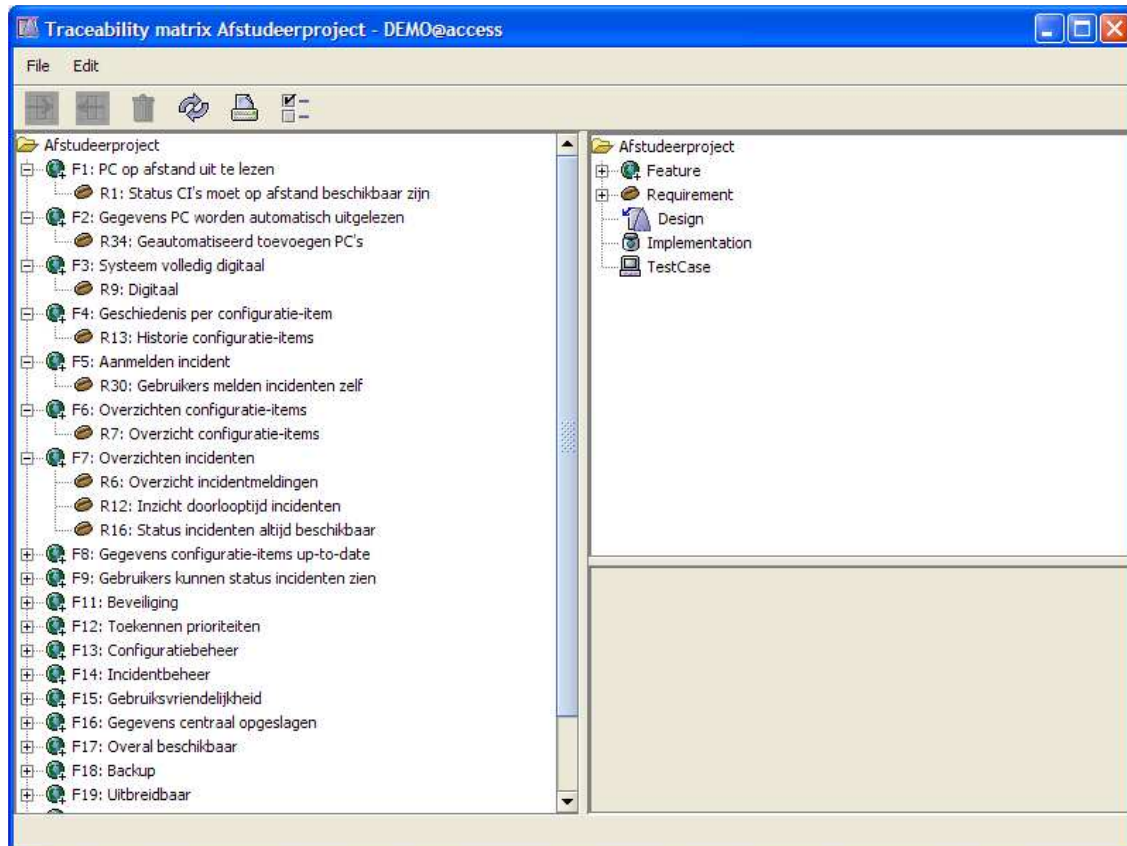 Traceability matrix Afstudeerproject - DEMO@access
File Edit
Afstudeerproject
F1: PC op afstand uit te lezen
R1: Status CI's moet op afstand beschikbaar zijn
F2: Gegevens PC worden automatisch uitgelezen
R34: Geautomatiseerd toevoegen PC's
F3: Systeem volledig digitaal
R9: Digitaal
F4: Geschiedenis per configuratie-item
R13: Historie configuratie-items
F5: Aanmelden incident
R30: Gebruikers melden incidenten zelf
F6: Overzichten configuratie-items
R7: Overzicht configuratie-items
F7: Overzichten incidenten
R6: Overzicht incidentmeldingen
R12: Inzicht doorlooptijd incidenten
R16: Status incidenten altijd beschikbaar
F8: Gegevens configuratie-items up-to-date
F9: Gebruikers kunnen status incidenten zien
F11: Beveiliging
F12: Toekennen prioriteiten
F13: Configuratiebeheer
F14: Incidentbeheer
F15: Gebruiksvriendelijkheid
F16: Gegevens centraal opgeslagen
F17: Overal beschikbaar
F18: Backup
F19: Uitbreidbaar
Afstudeerproject
Feature
Requirement
Design
Implementation
TestCase